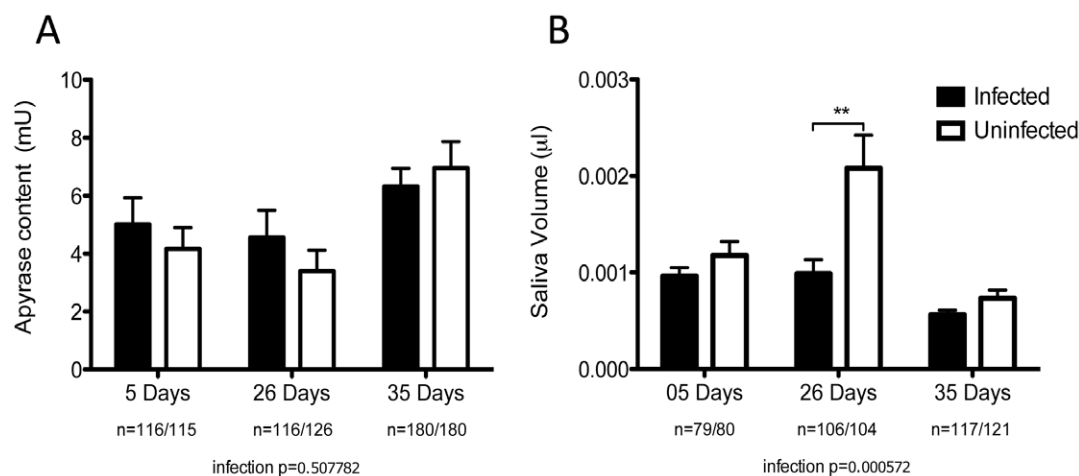 A
Apyrase content (mU)
10
8
6
4
2
0
5 Days
26 Days
35 Days
n=116/115
n=116/126
n=180/180
infection p=0.507782
B
Saliva Volume (µl)
0.003
0.002
0.001
0.000
**
Infected
Uninfected
05 Days
26 Days
35 Days
n=79/80
n=106/104
n=117/121
infection p=0.000572